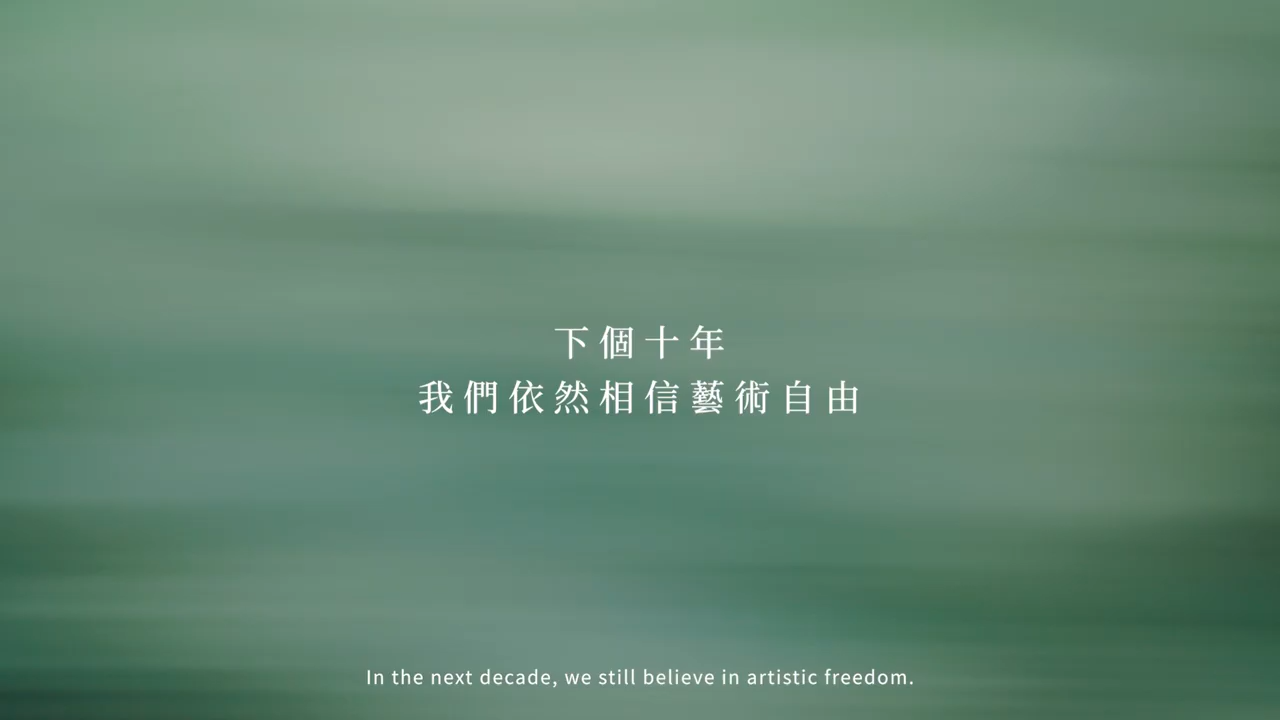 下個十年
我們依然相信藝術自由
In the next decade, we still believe in artistic freedom.